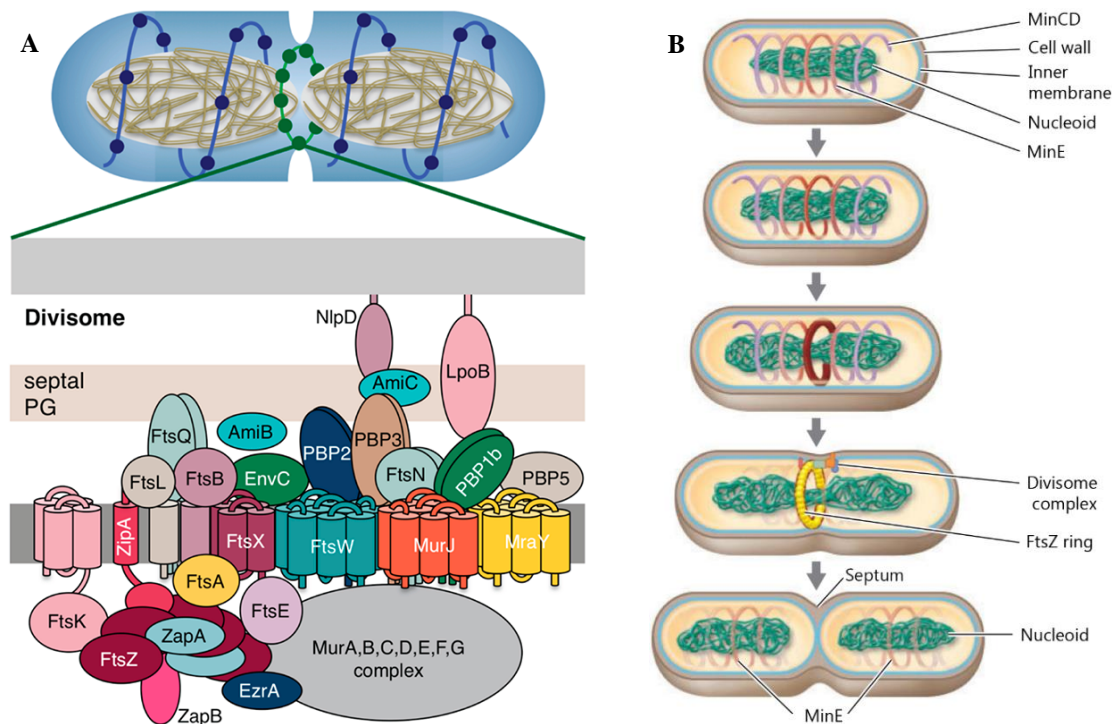 A
Divisome
NlpD
LpoB
septal
PG
AmiC
FtsQ
AmiB
PBP2
PBP3
FtsL
FtsB
EnvC
FtsN
PBP1b
PBP5
ZipA
FtsX
FtsW
MurJ
MraY
FtsA
FtsK
FtsE
ZapA
FtsZ
MurA,B,C,D,E,F,G
complex
EzrA
ZapB
B
MinCD
Cell wall
Inner
membrane
Nucleoid
MinE
Divisome
complex
FtsZ ring
Septum
Nucleoid
MinE